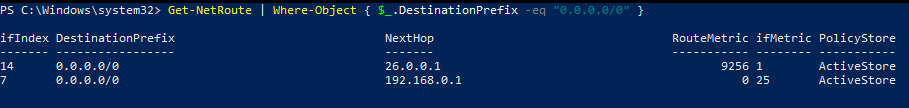 PS C:\Windows\system32> Get-NetRoute | Where-Object { $_.DestinationPrefix -eq "0.0.0.0/0" }
ifIndex DestinationPrefix NextHop RouteMetric ifMetric PolicyStore
------- ----------------- ------- ----------- -------- -----------
14 0.0.0.0/0 26.0.0.1 9256 1 ActiveStore
7 0.0.0.0/0 192.168.0.1 0 25 ActiveStore